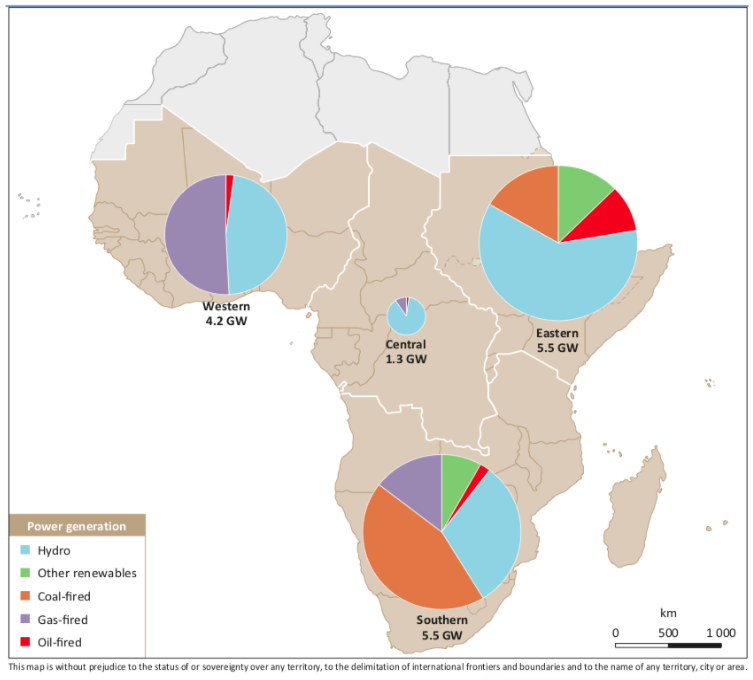 Western
4.2 GW
Central
1.3 GW
Eastern
5.5 GW
Southern
5.5 GW
Power generation
Hydro
Other renewables
Coal-fired
Gas-fired
Oil-fired
km
0 500 1 000
This map is without prejudice to the status of or sovereignty over any territory, to the delimitation of international frontiers and boundaries and to the name of any territory, city or area.